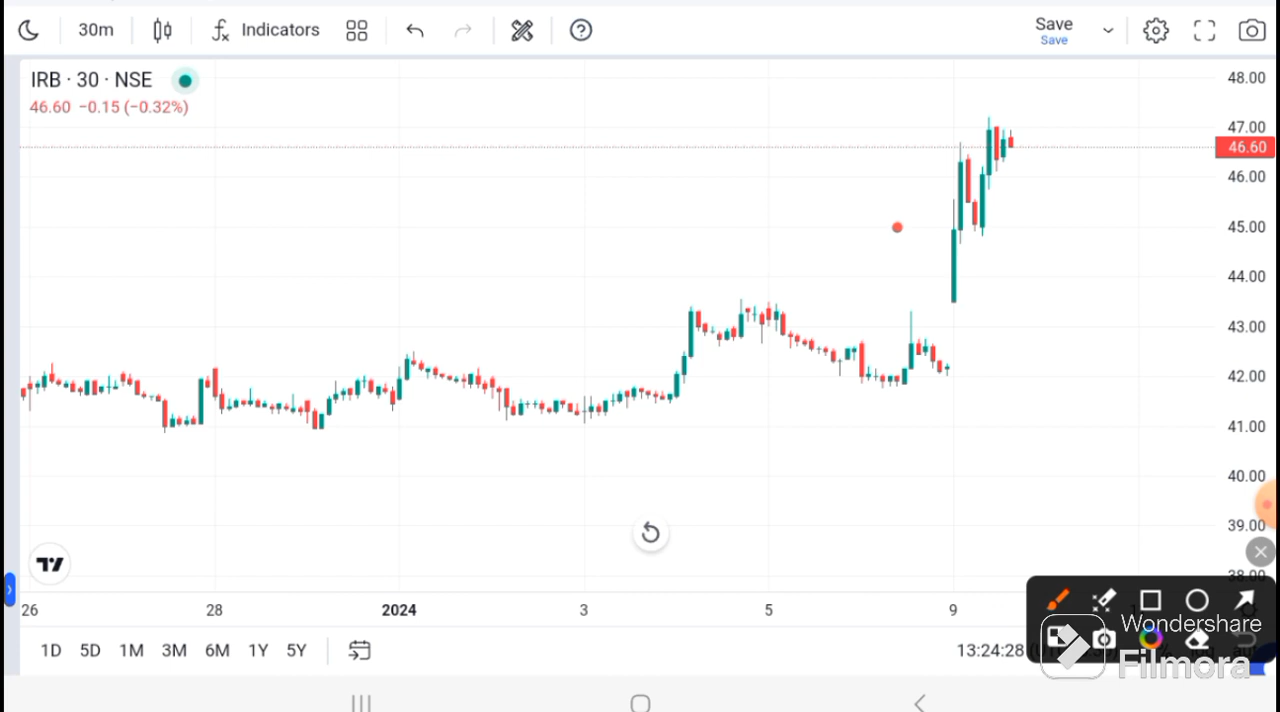 30m Indicators Save
Save
IRB · 30 · NSE
46.60 −0.15 (−0.32%)
48.00
47.00
46.60
46.00
45.00
44.00
43.00
42.00
41.00
40.00
39.00
38.00
26 28 2024 3 5 9
1D 5D 1M 3M 6M 1Y 5Y 13:24:28
Wondershare
Filmora